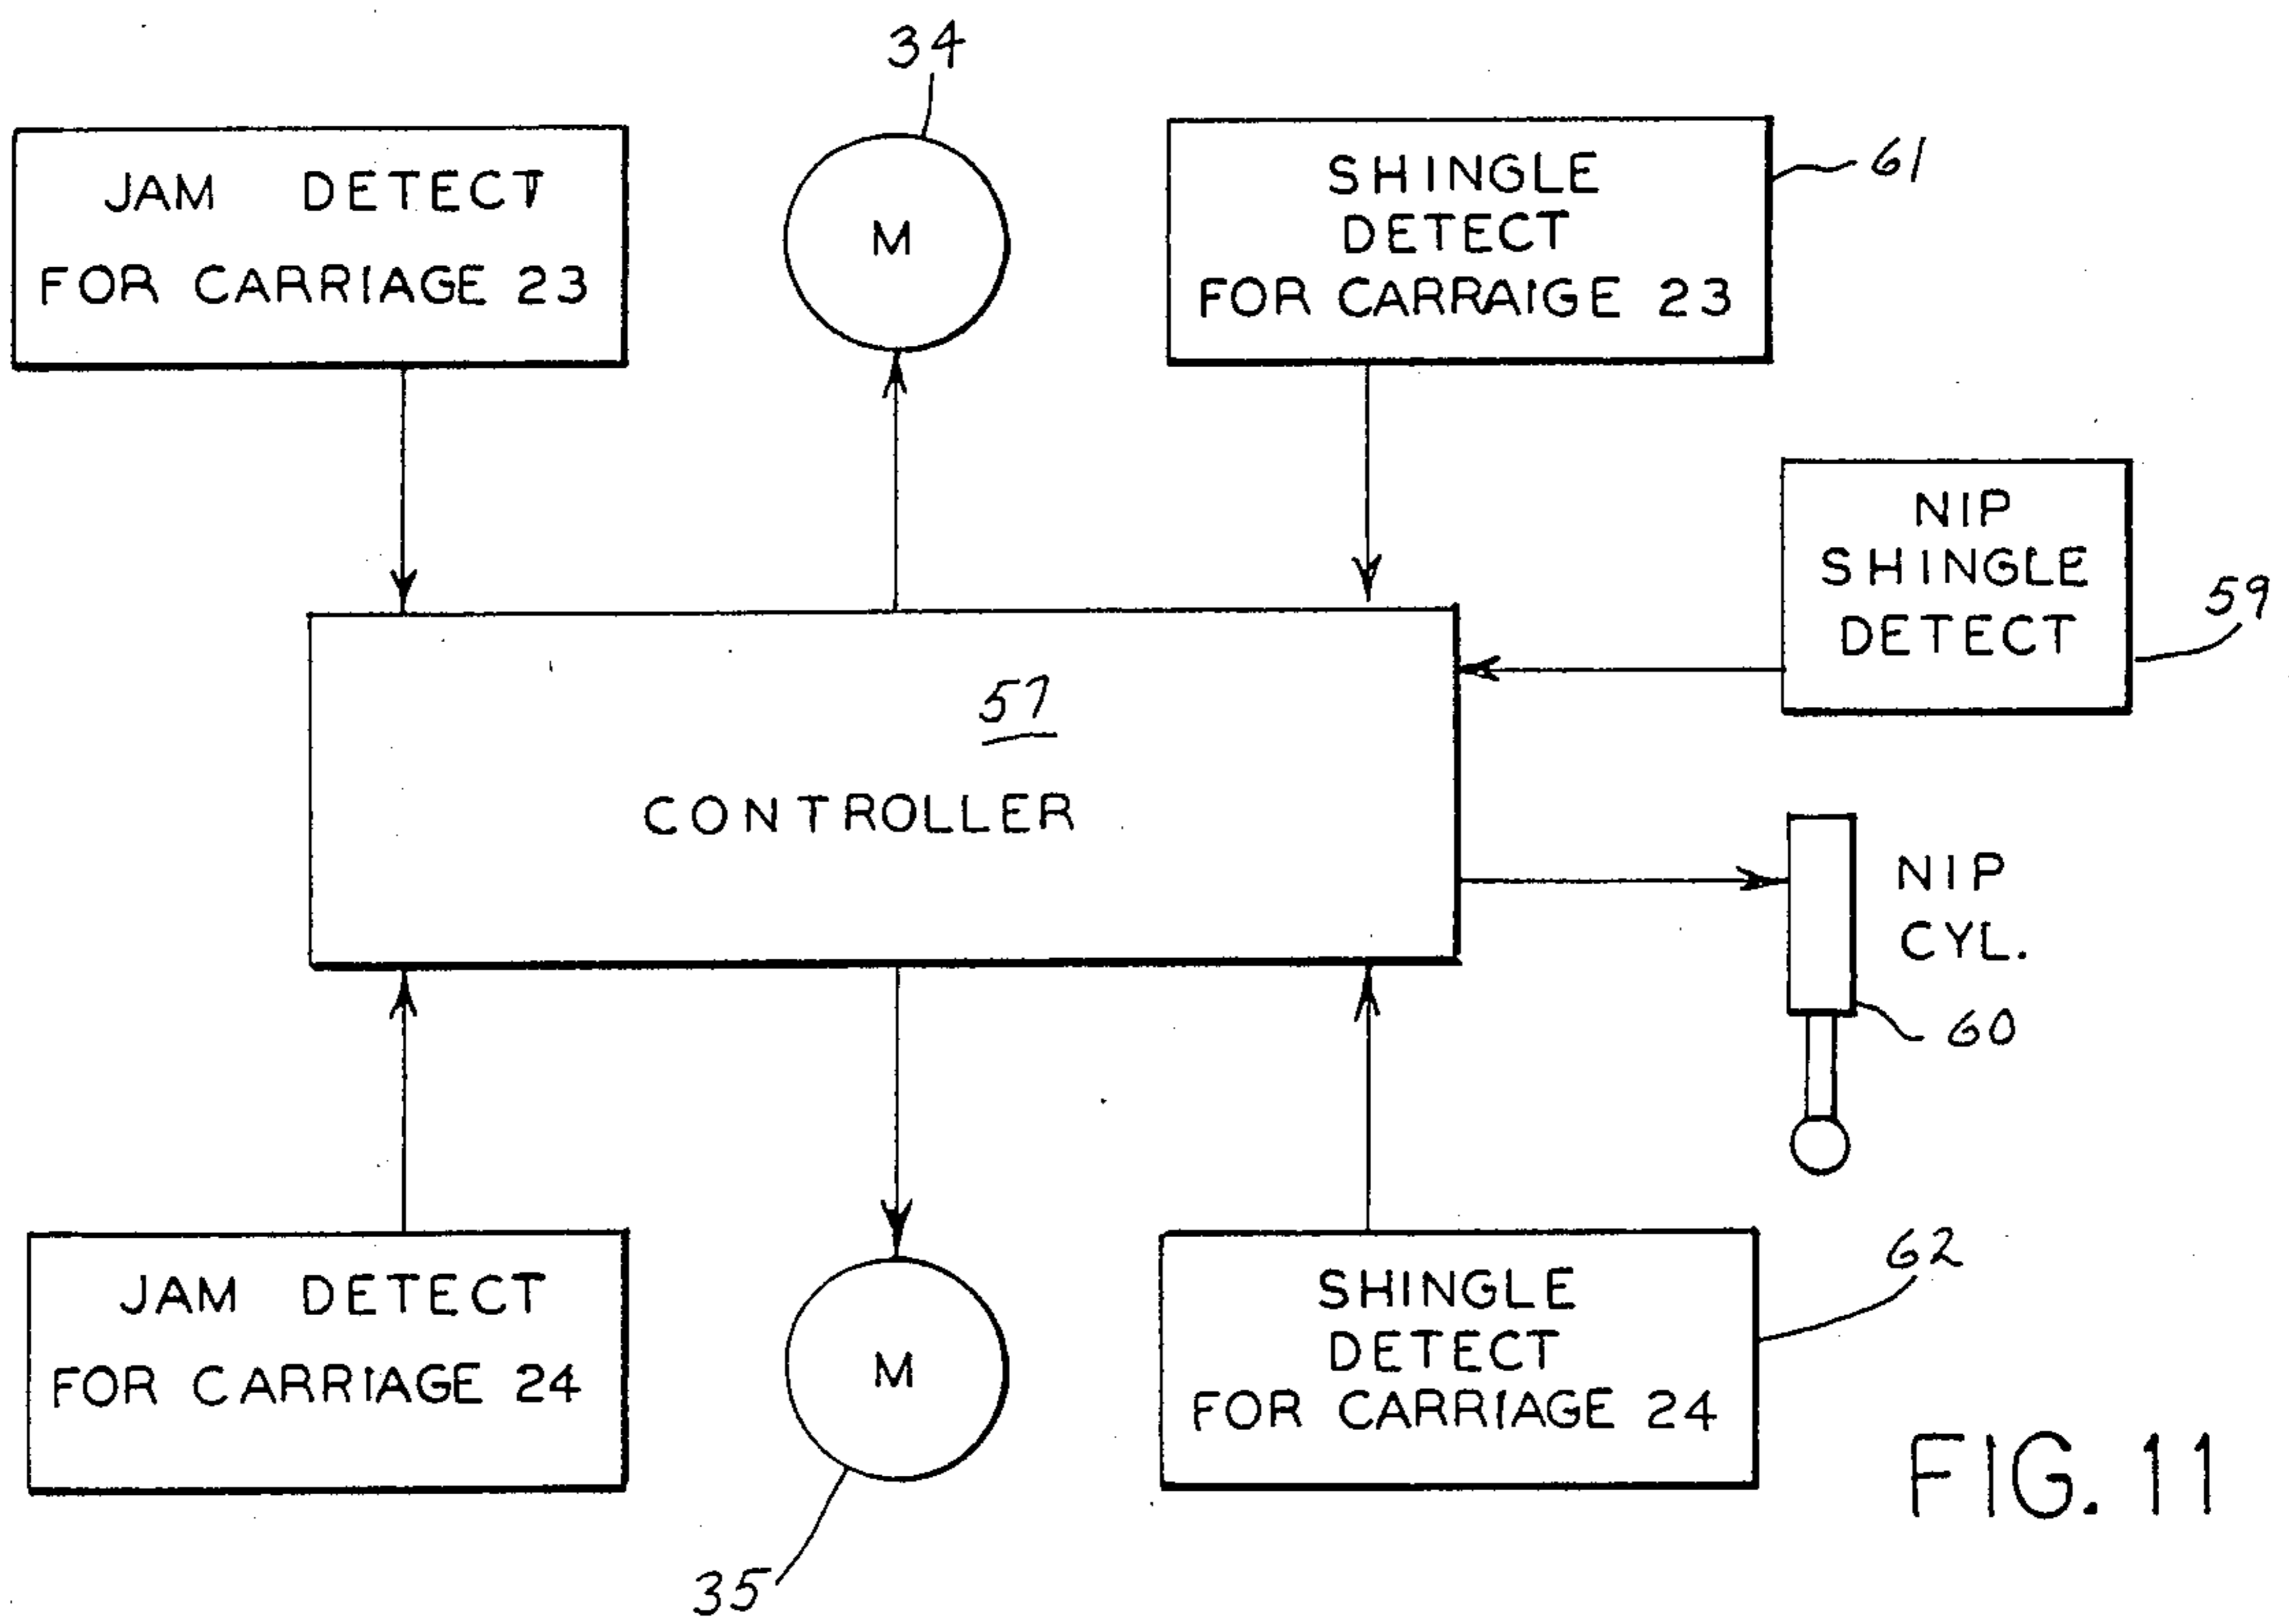 34
JAM DETECT
FOR CARRIAGE 23
M
SHINGLE
DETECT
FOR CARRAIGE 23
61
NIP
SHINGLE
DETECT
59
57
CONTROLLER
NIP
CYL.
60
JAM DETECT
FOR CARRIAGE 24
M
35
SHINGLE
DETECT
FOR CARRIAGE 24
62
FIG. 11